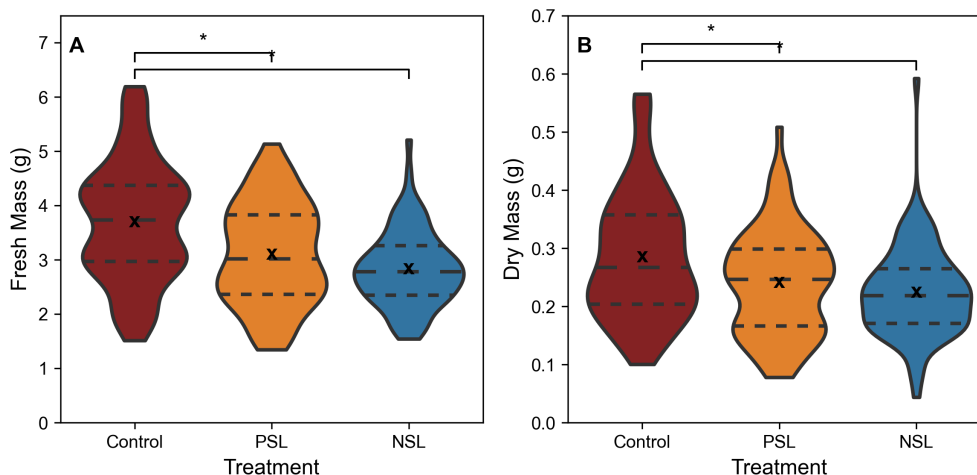 A
*
*
Fresh Mass (g)
7
6
5
4
3
2
1
0
x
x
x
Control
PSL
NSL
Treatment
B
*
*
Dry Mass (g)
0.7
0.6
0.5
0.4
0.3
0.2
0.1
0.0
x
x
x
Control
PSL
NSL
Treatment